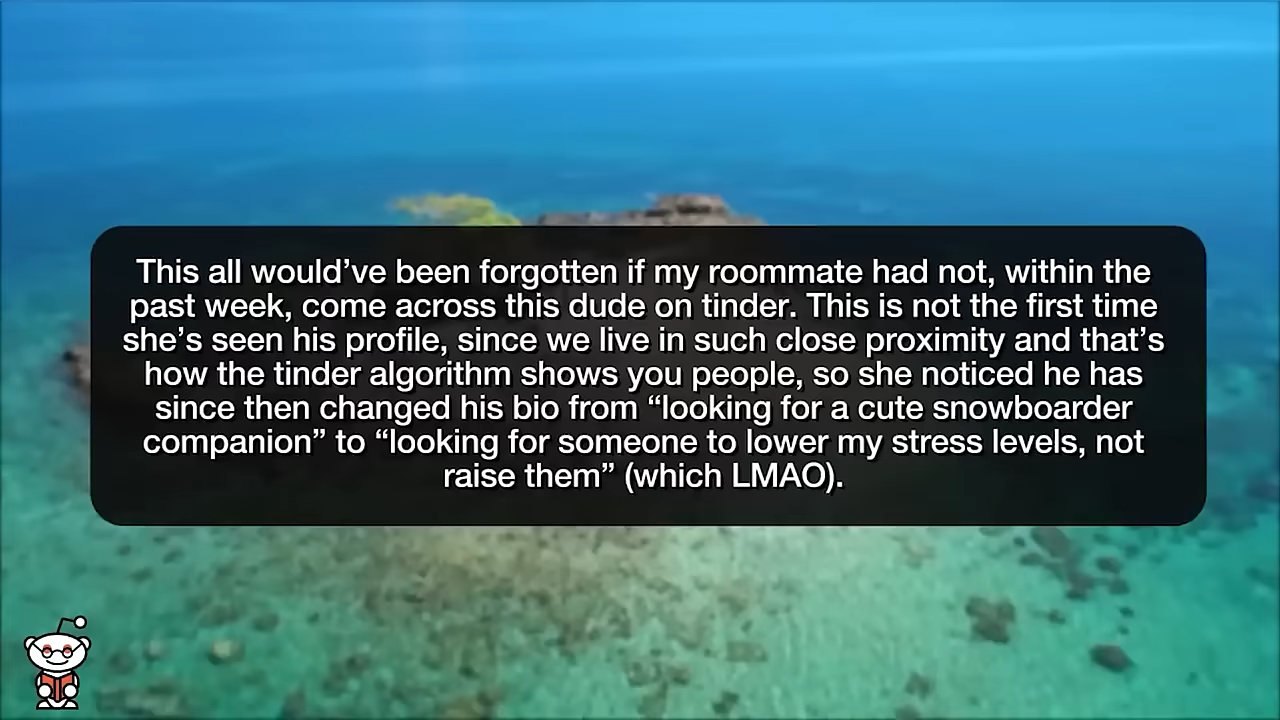 This all would’ve been forgotten if my roommate had not, within the
past week, come across this dude on tinder. This is not the first time
she’s seen his profile, since we live in such close proximity and that’s
how the tinder algorithm shows you people, so she noticed he has
since then changed his bio from “looking for a cute snowboarder
companion” to “looking for someone to lower my stress levels, not
raise them” (which LMAO).